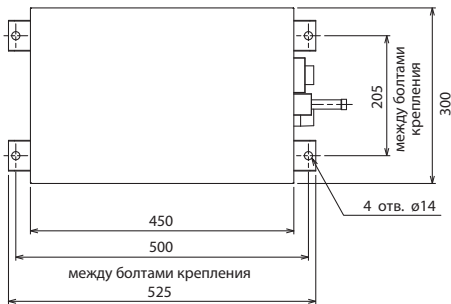 205
между болтами
крепления
300
4 отв. ø14
450
500
между болтами крепления
525